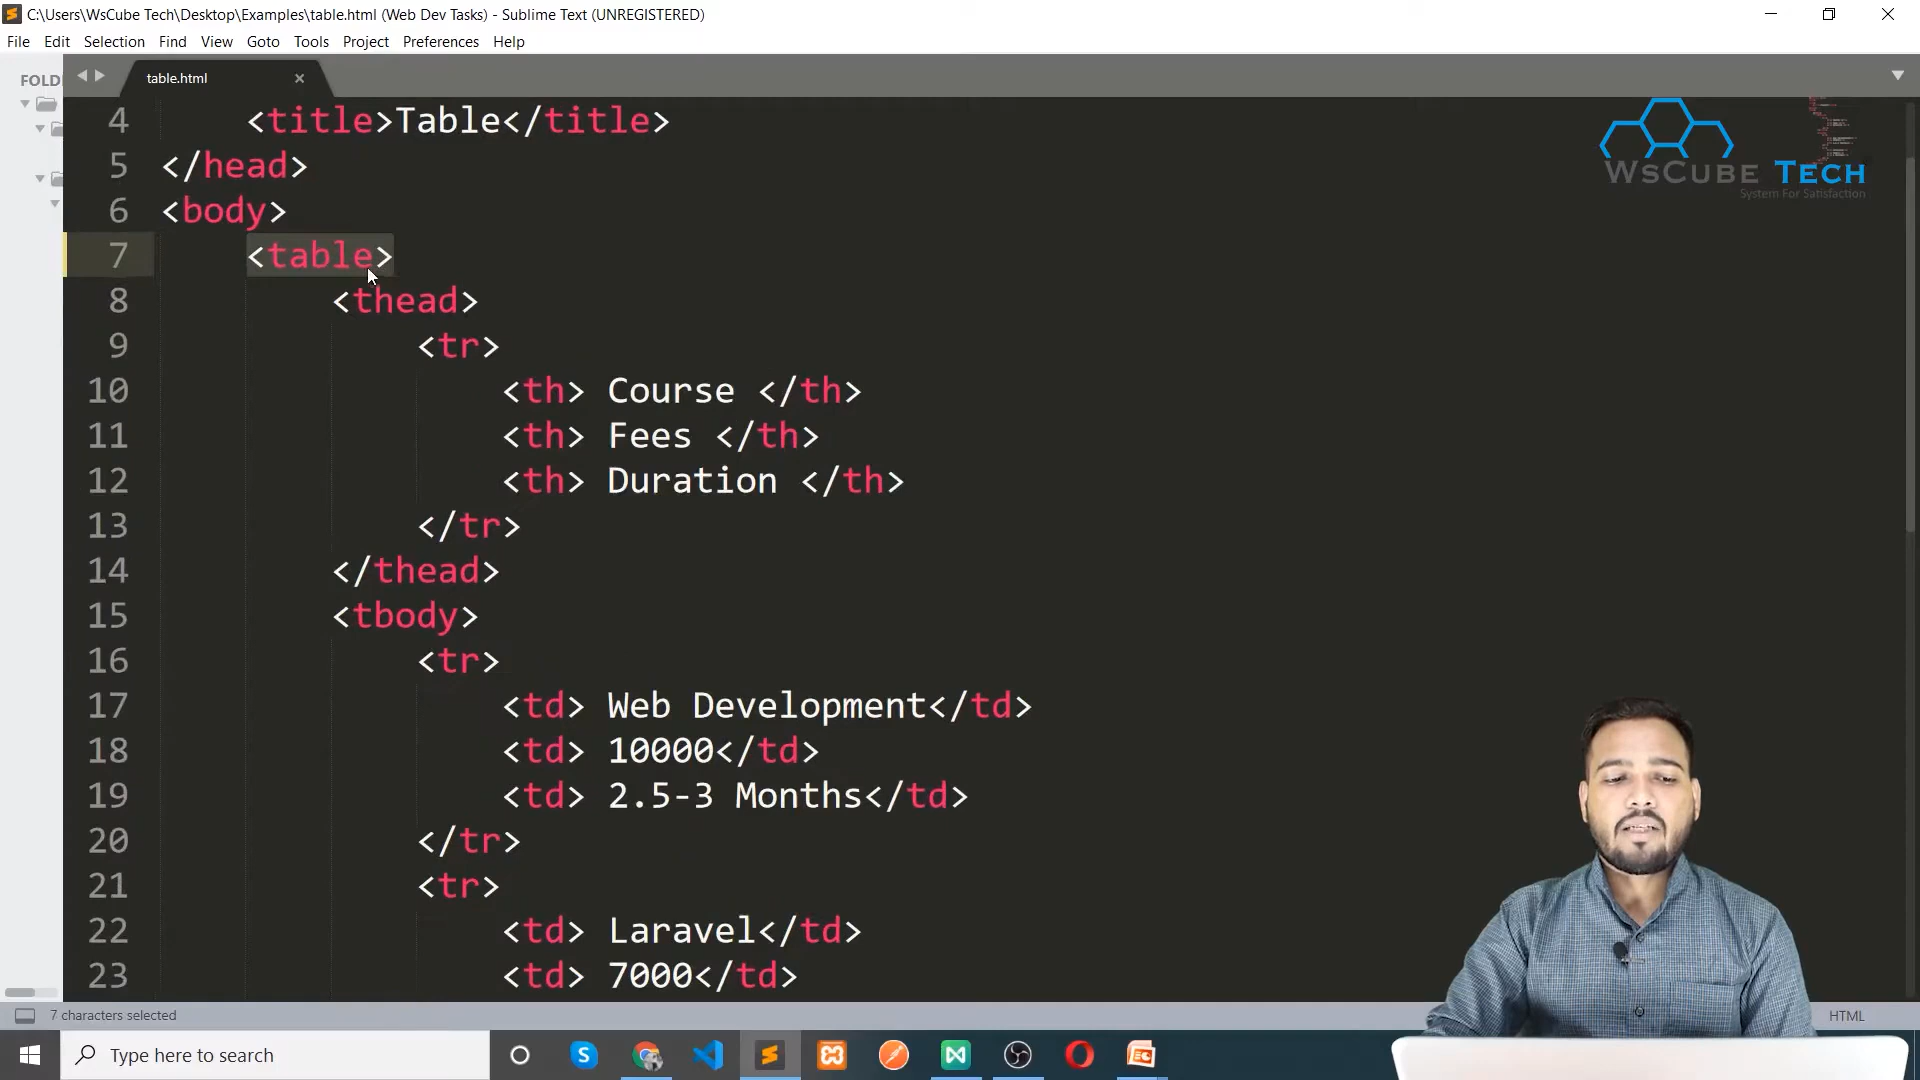 C:\Users\WsCube Tech\Desktop\Examples\table.html (Web Dev Tasks) - Sublime Text (UNREGISTERED)
File Edit Selection Find View Goto Tools Project Preferences Help
FOLD
table.html
4 <title>Table</title>
5 </head>
6 <body>
7 <table>
8 <thead>
9 <tr>
10 <th> Course </th>
11 <th> Fees </th>
12 <th> Duration </th>
13 </tr>
14 </thead>
15 <tbody>
16 <tr>
17 <td> Web Development</td>
18 <td> 10000</td>
19 <td> 2.5-3 Months</td>
20 </tr>
21 <tr>
22 <td> Laravel</td>
23 <td> 7000</td>
WsCube Tech
System For Satisfaction
7 characters selected
HTML
Type here to search